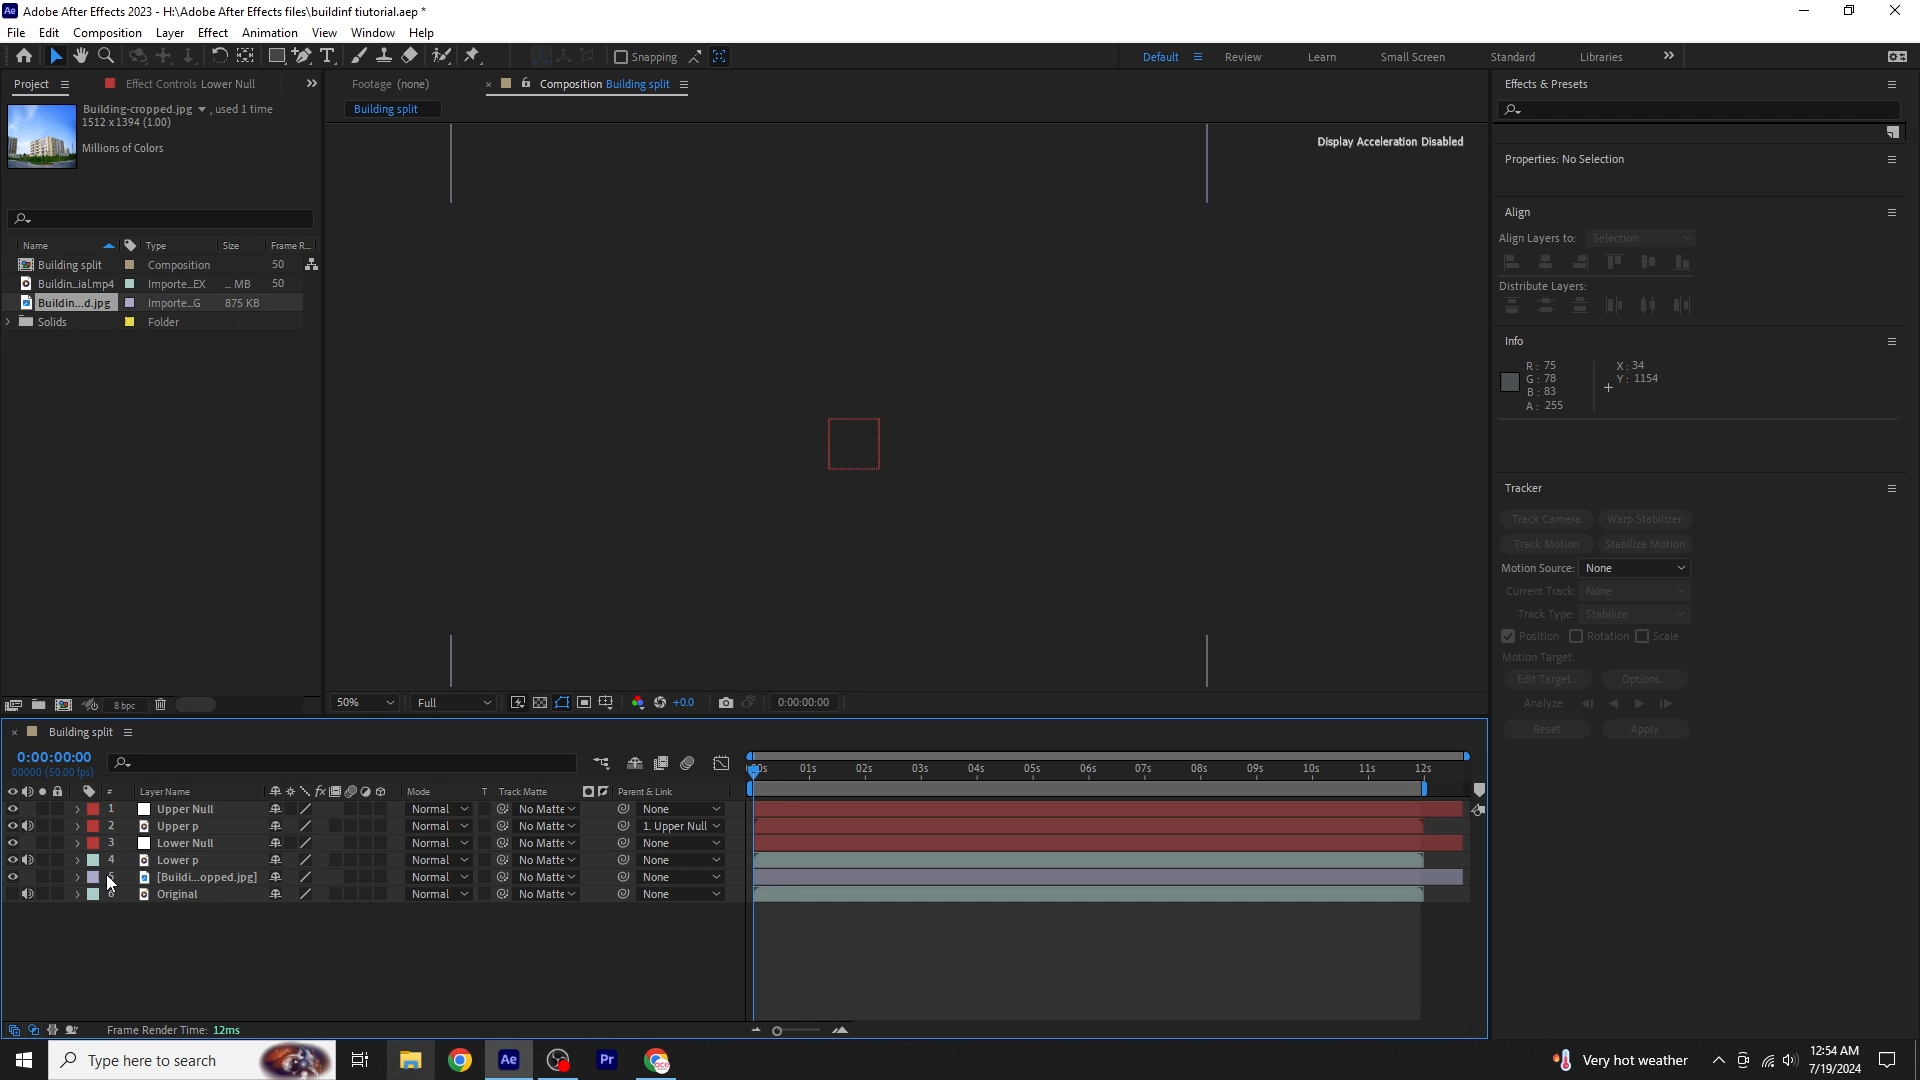 Adobe After Effects 2023 - H:\Adobe After Effects files\buildinf tiutorial.aep *
File Edit Composition Layer Effect Animation View Window Help
Snapping Default Review Learn Small Screen Standard Libraries
Project Effect Controls Lower Null Footage (none) Composition Building split Effects & Presets
Building-cropped.jpg , used 1 time
1512 x 1394 (1.00)
Millions of Colors
Building split
Display Acceleration Disabled
Properties: No Selection
Align
Align Layers to: Selection
Distribute Layers:
Name Type Size Frame R...
Building split Composition 50
Buildin...ial.mp4 Importe...EX ... MB 50
Buildin...d.jpg Importe...G 875 KB
Solids Folder
Info
R: 75 X: 34
G: 78 Y: 1154
B: 83
A: 255
Tracker
Track Camera Warp Stabilizer
Track Motion Stabilize Motion
Motion Source: None
Current Track: None
Track Type: Stabilize
Position Rotation Scale
Motion Target:
Edit Target... Options...
Analyze:
Reset Apply
8 bpc 50% Full +0.0 0:00:00:00
Building split
0:00:00:00
00000 (50.00 fps)
:00s 01s 02s 03s 04s 05s 06s 07s 08s 09s 10s 11s 12s
# Layer Name fx Mode T Track Matte Parent & Link
1 Upper Null Normal No Matte None
2 Upper p Normal No Matte 1. Upper Null
3 Lower Null Normal No Matte None
4 Lower p Normal No Matte None
5 [Buildi...opped.jpg] Normal No Matte None
6 Original Normal No Matte None
Frame Render Time: 12ms
Type here to search Ae Pr Very hot weather 12:54 AM
7/19/2024